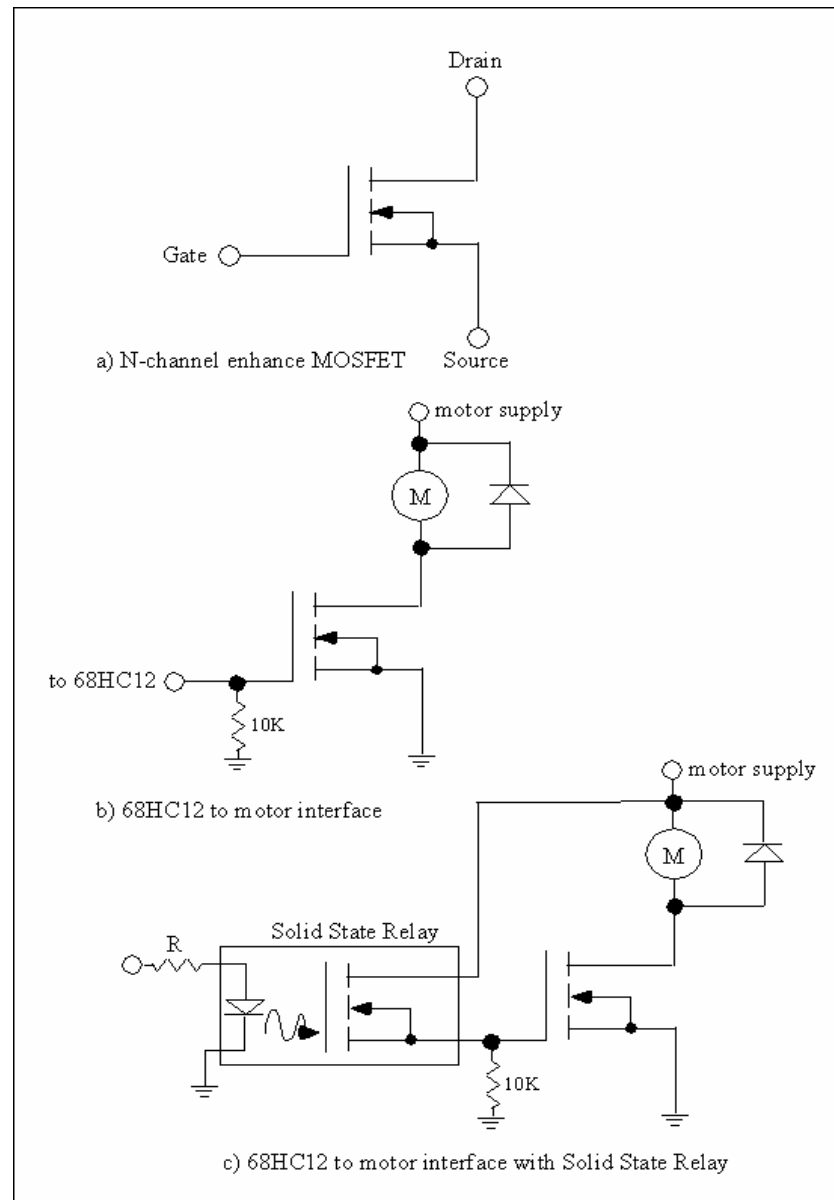 Drain
Gate
a) N-channel enhance MOSFET
Source
motor supply
M
to 68HC12
10K
b) 68HC12 to motor interface
motor supply
M
Solid State Relay
R
10K
c) 68HC12 to motor interface with Solid State Relay